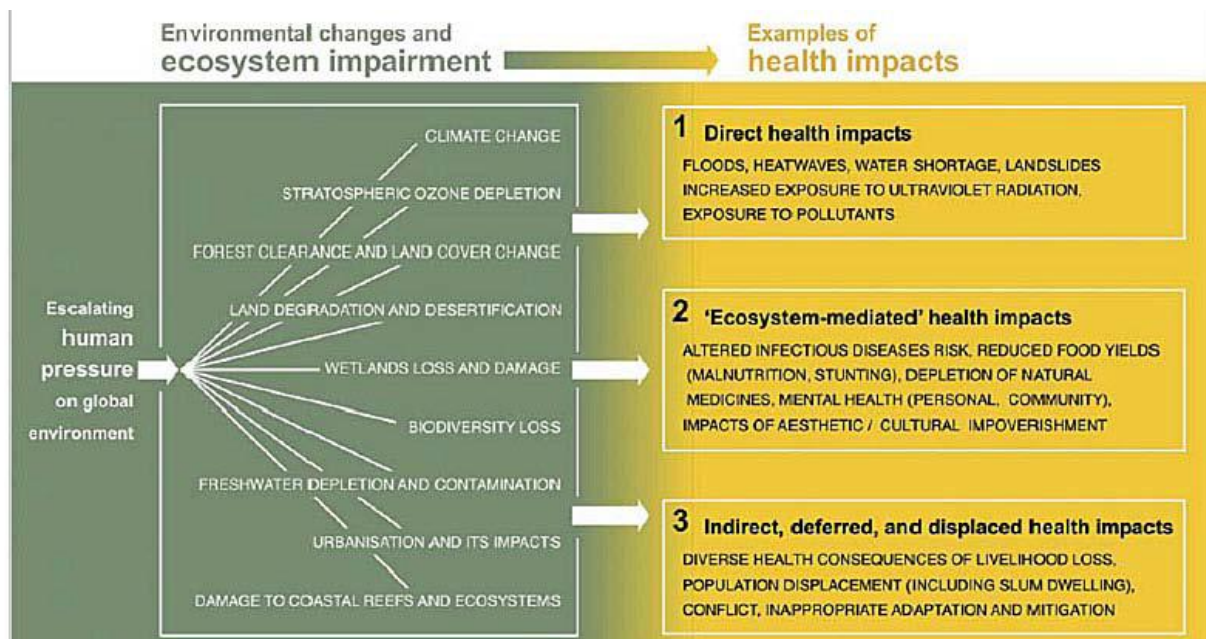 Environmental changes and
ecosystem impairment
Examples of
health impacts
Escalating
human
pressure
on global
environment
CLIMATE CHANGE
STRATOSPHERIC OZONE DEPLETION
FOREST CLEARANCE AND LAND COVER CHANGE
LAND DEGRADATION AND DESERTIFICATION
WETLANDS LOSS AND DAMAGE
BIODIVERSITY LOSS
FRESHWATER DEPLETION AND CONTAMINATION
URBANISATION AND ITS IMPACTS
DAMAGE TO COASTAL REEFS AND ECOSYSTEMS
1 Direct health impacts
FLOODS, HEATWAVES, WATER SHORTAGE, LANDSLIDES
INCREASED EXPOSURE TO ULTRAVIOLET RADIATION,
EXPOSURE TO POLLUTANTS
2 'Ecosystem-mediated' health impacts
ALTERED INFECTIOUS DISEASES RISK, REDUCED FOOD YIELDS
(MALNUTRITION, STUNTING), DEPLETION OF NATURAL
MEDICINES, MENTAL HEALTH (PERSONAL, COMMUNITY),
IMPACTS OF AESTHETIC / CULTURAL IMPOVERISHMENT
3 Indirect, deferred, and displaced health impacts
DIVERSE HEALTH CONSEQUENCES OF LIVELIHOOD LOSS,
POPULATION DISPLACEMENT (INCLUDING SLUM DWELLING),
CONFLICT, INAPPROPRIATE ADAPTATION AND MITIGATION